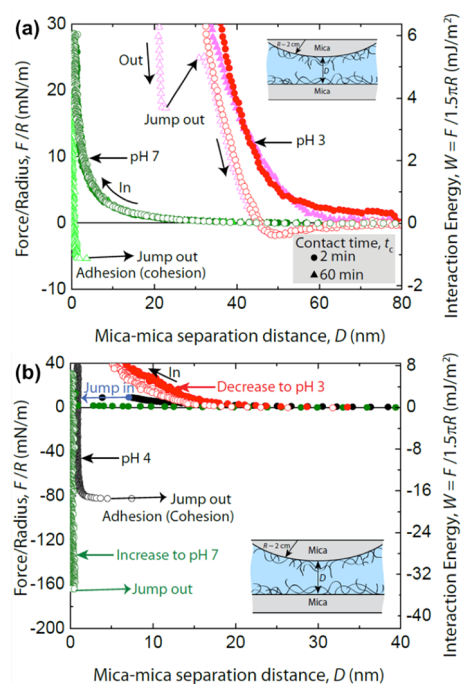 (a)
Force/Radius, F/R (mN/m)
30
20
10
0
-10
Out
Jump out
pH 7
In
pH 3
Jump out
Adhesion (cohesion)
R~2 cm
Mica
D
Mica
Contact time, tc
2 min
60 min
6
5
4
3
2
1
0
-1
-2
Interaction Energy, W = F /1.5πR (mJ/m²)
0
10
20
30
40
50
60
70
80
Mica-mica separation distance, D (nm)
(b)
Force/Radius, F/R (mN/m)
40
0
-40
-80
-120
-160
-200
In
Jump in
Decrease to pH 3
pH 4
Jump out
Adhesion (Cohesion)
Increase to pH 7
Jump out
R~2 cm
Mica
D
Mica
8
0
-8
-16
-24
-32
-40
Interaction Energy, W = F /1.5πR (mJ/m²)
0
10
20
30
40
Mica-mica separation distance, D (nm)